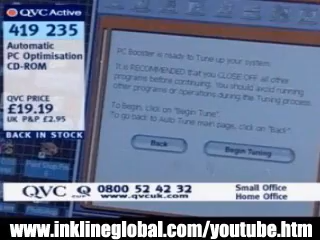 QVC Active
419 235
Automatic
PC Optimisation
CD-ROM
QVC PRICE
£19.19
UK P&P £2.95
BACK IN STOCK
PC Booster is ready to Tune up your system.
It is RECOMMENDED that you CLOSE OFF all other
programs before continuing. You should avoid running
other programs or operations during the Tuning process.
To Begin, click on "Begin Tune".
To go back to Auto Tune main page, click on "Back".
Back
Begin Tuning
QVC Q 0800 52 42 32
www.qvcuk.com
Small Office
Home Office
www.inklineglobal.com/youtube.htm